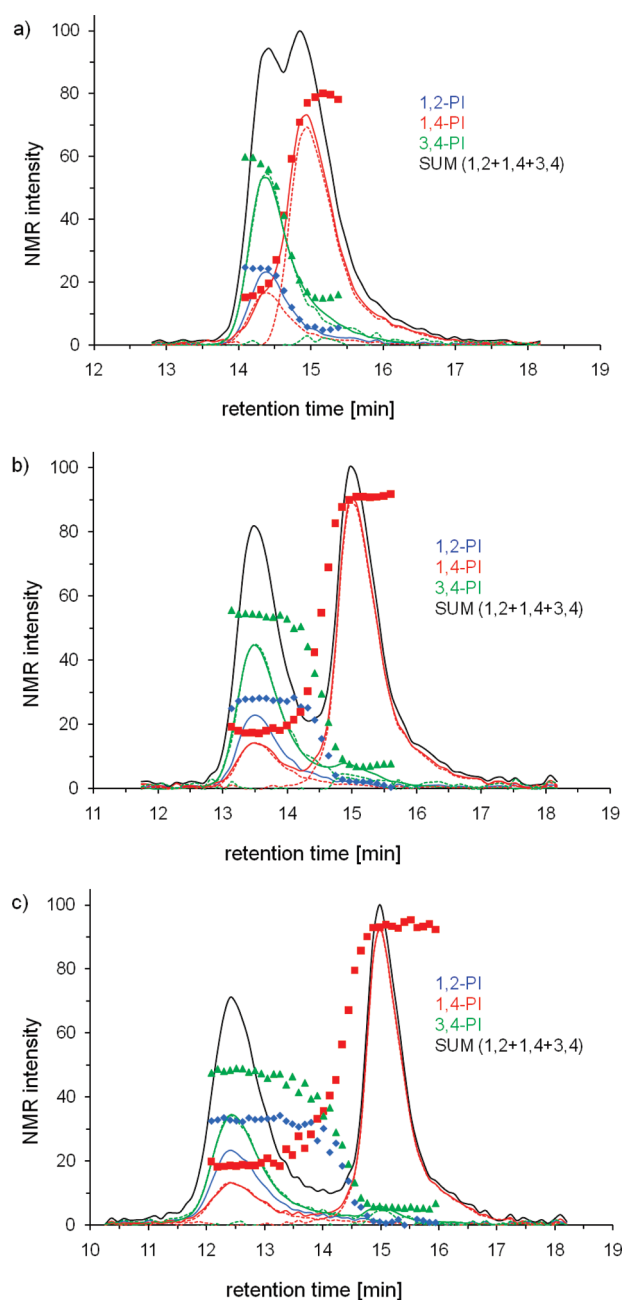 a)
100
80
60
40
20
0
NMR intensity
1,2-PI
1,4-PI
3,4-PI
SUM (1,2+1,4+3,4)
12 13 14 15 16 17 18 19
retention time [min]
b)
100
80
60
40
20
0
NMR intensity
1,2-PI
1,4-PI
3,4-PI
SUM (1,2+1,4+3,4)
11 12 13 14 15 16 17 18 19
retention time [min]
c)
100
80
60
40
20
0
NMR intensity
1,2-PI
1,4-PI
3,4-PI
SUM (1,2+1,4+3,4)
10 11 12 13 14 15 16 17 18 19
retention time [min]